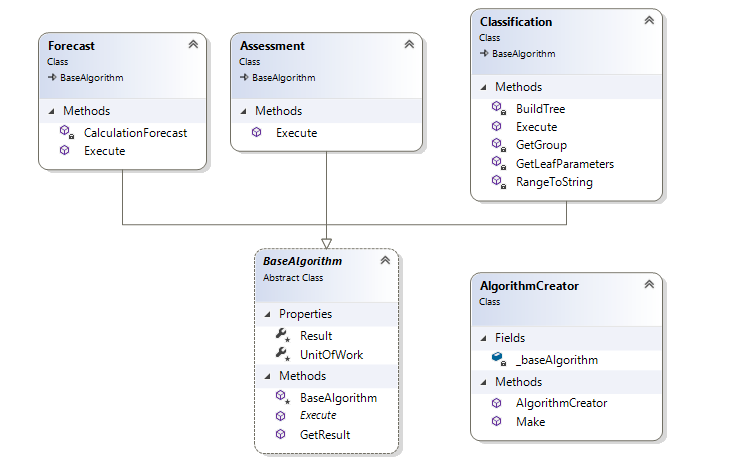 Forecast
Class
BaseAlgorithm
Methods
CalculationForecast
Execute
Assessment
Class
BaseAlgorithm
Methods
Execute
Classification
Class
BaseAlgorithm
Methods
BuildTree
Execute
GetGroup
GetLeafParameters
RangeToString
BaseAlgorithm
Abstract Class
Properties
Result
UnitOfWork
Methods
BaseAlgorithm
Execute
GetResult
AlgorithmCreator
Class
Fields
_baseAlgorithm
Methods
AlgorithmCreator
Make